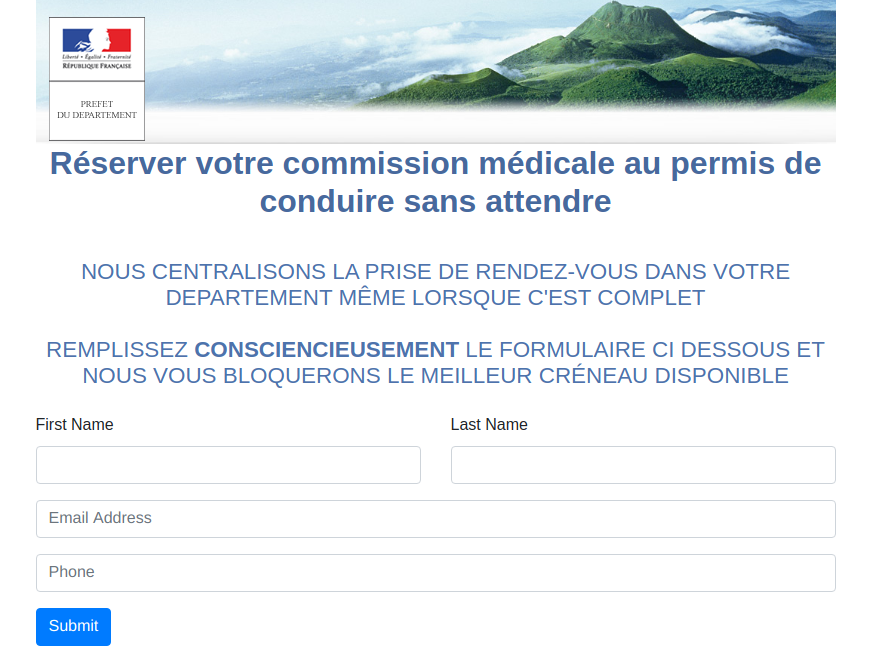 Liberté • Égalité • Fraternité
RÉPUBLIQUE FRANÇAISE
PREFET
DU DEPARTEMENT
Réserver votre commission médicale au permis de
conduire sans attendre
NOUS CENTRALISONS LA PRISE DE RENDEZ-VOUS DANS VOTRE
DEPARTEMENT MÊME LORSQUE C'EST COMPLET
REMPLISSEZ CONSCIENCIEUSEMENT LE FORMULAIRE CI DESSOUS ET
NOUS VOUS BLOQUERONS LE MEILLEUR CRÉNEAU DISPONIBLE
First Name
Last Name
Email Address
Phone
Submit